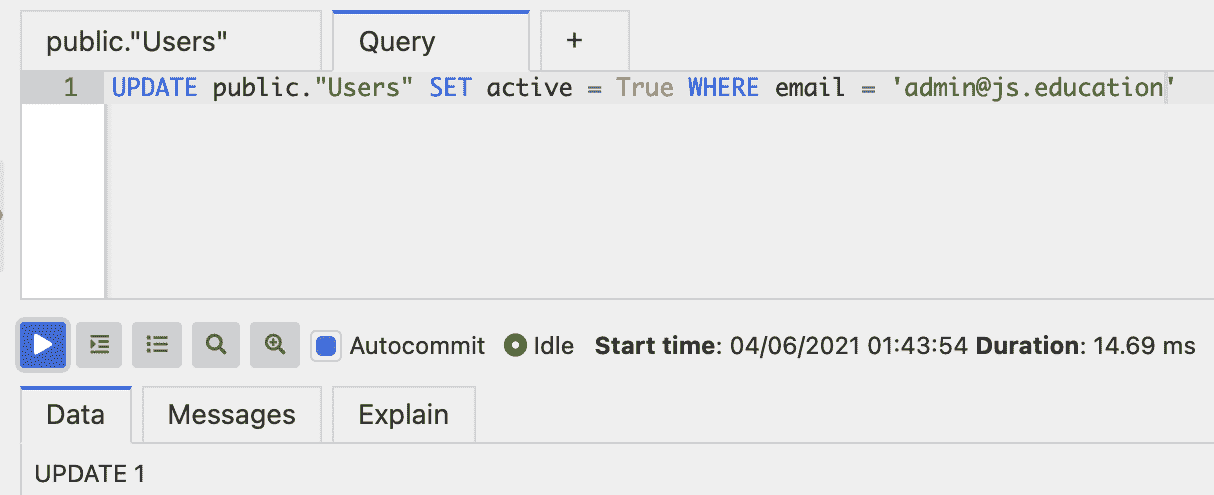 public."Users" Query +
1 UPDATE public."Users" SET active = True WHERE email = 'admin@js.education'
Autocommit Idle Start time: 04/06/2021 01:43:54 Duration: 14.69 ms
Data Messages Explain
UPDATE 1